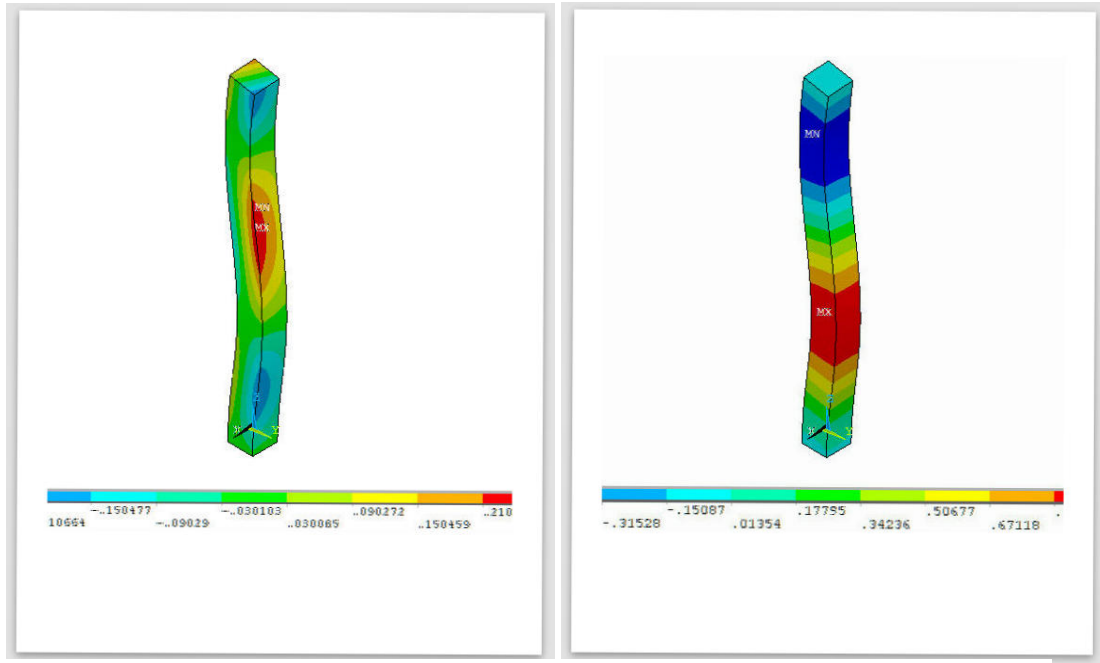 MN
MX
Z
Y
-.150477 -.030103 .090272 .210
10664 -.09029 .030085 .150459
MN
MX
Z
Y
-.15087 .17795 .50677 .
-.31528 .01354 .34236 .67118